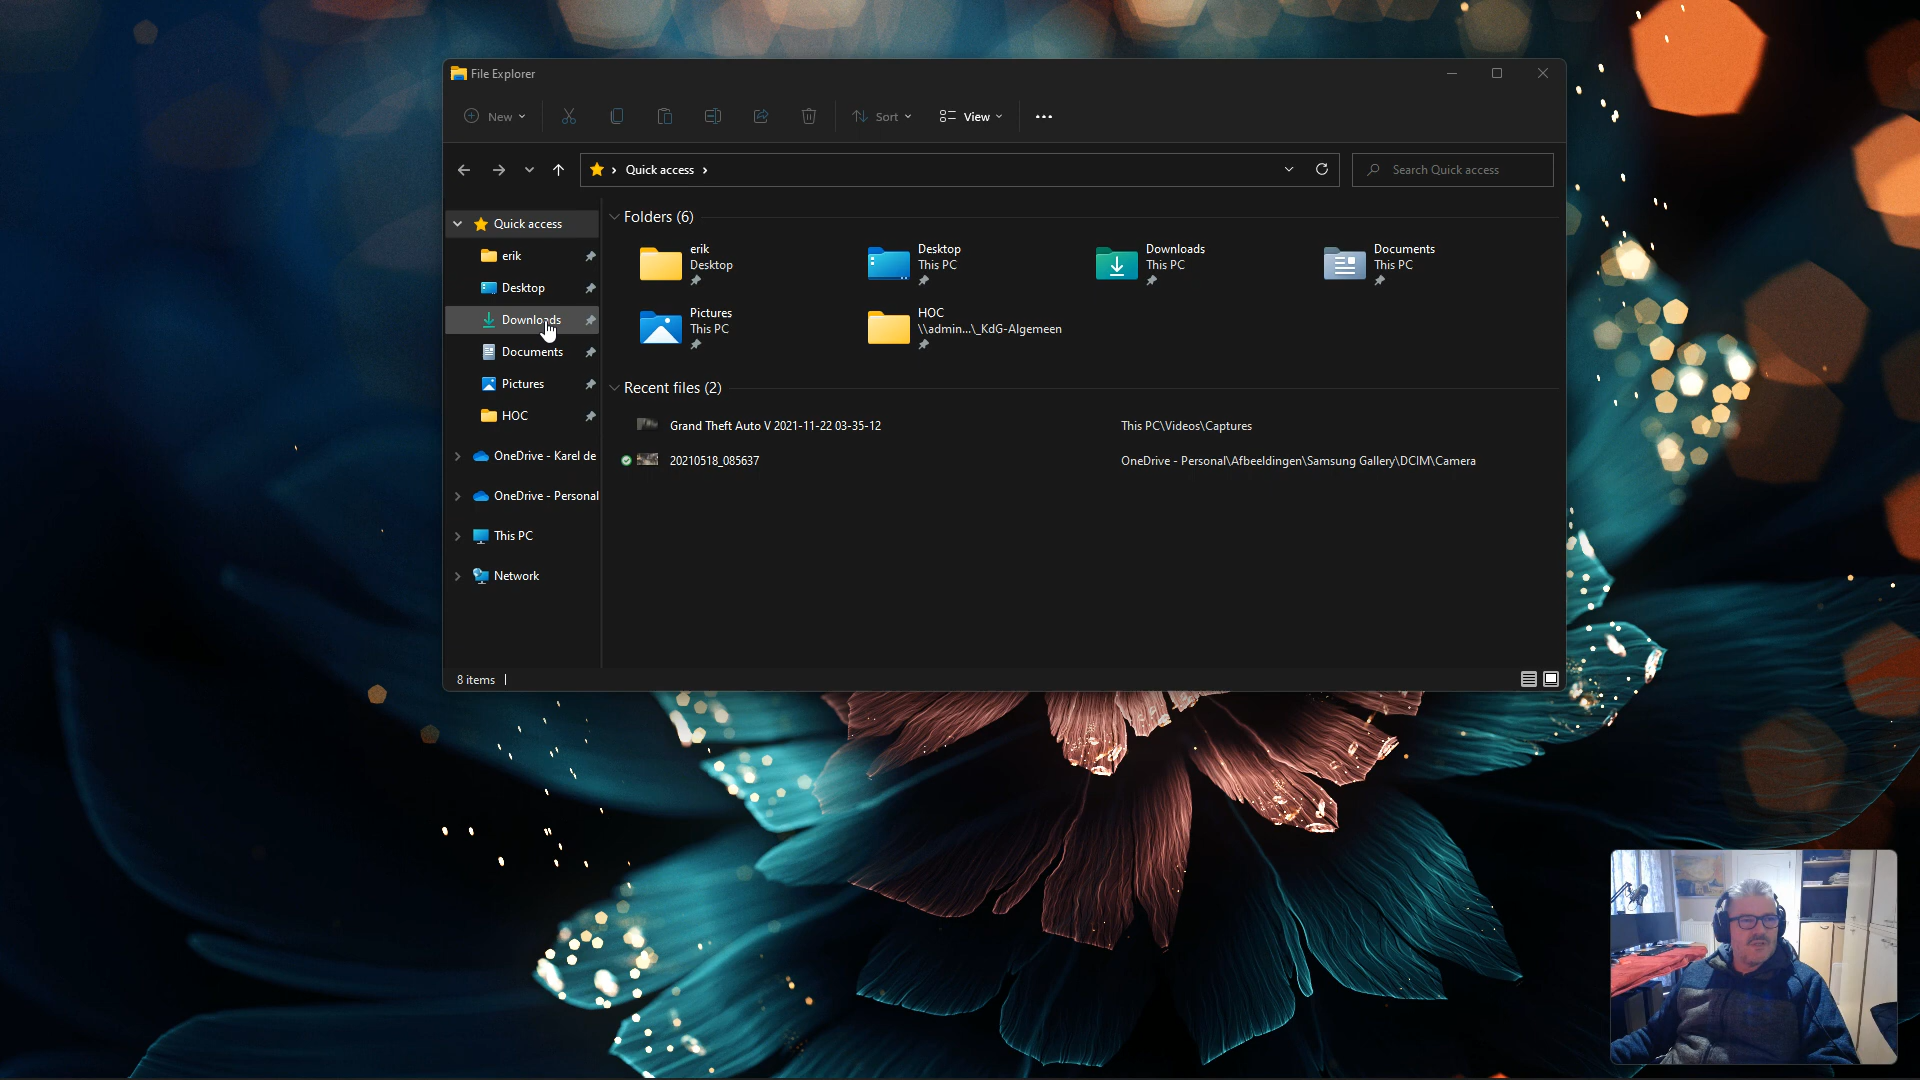 File Explorer
New
Sort
View
Quick access
Search Quick access
Quick access
erik
Desktop
Downloads
Documents
Pictures
HOC
OneDrive - Karel de
OneDrive - Personal
This PC
Network
Folders (6)
erik
Desktop
Desktop
This PC
Downloads
This PC
Documents
This PC
Pictures
This PC
HOC
\\admin...\_KdG-Algemeen
Recent files (2)
Grand Theft Auto V 2021-11-22 03-35-12
This PC\Videos\Captures
20210518_085637
OneDrive - Personal\Afbeeldingen\Samsung Gallery\DCIM\Camera
8 items